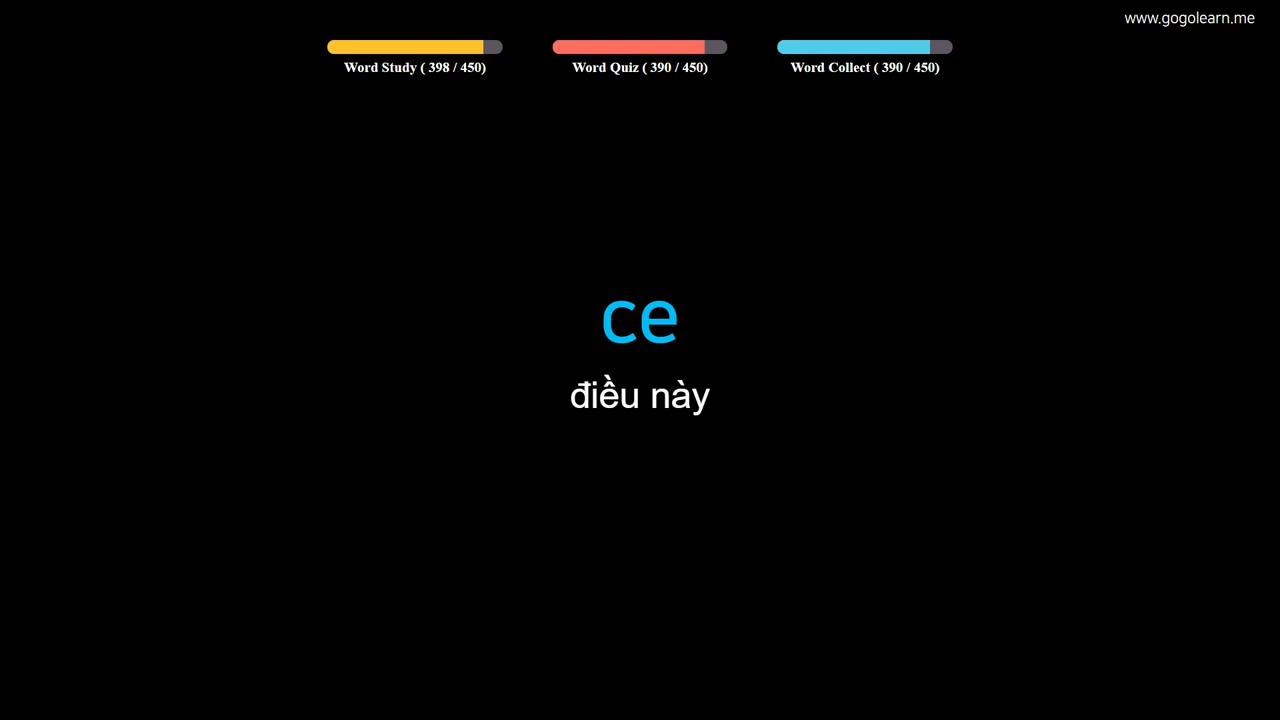 www.gogolearn.me
Word Study ( 398 / 450)
Word Quiz ( 390 / 450)
Word Collect ( 390 / 450)
ce
điều này